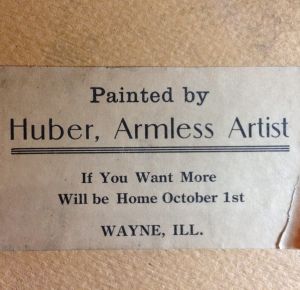 Painted by
Huber, Armless Artist
If You Want More
Will be Home October 1st
WAYNE, ILL.